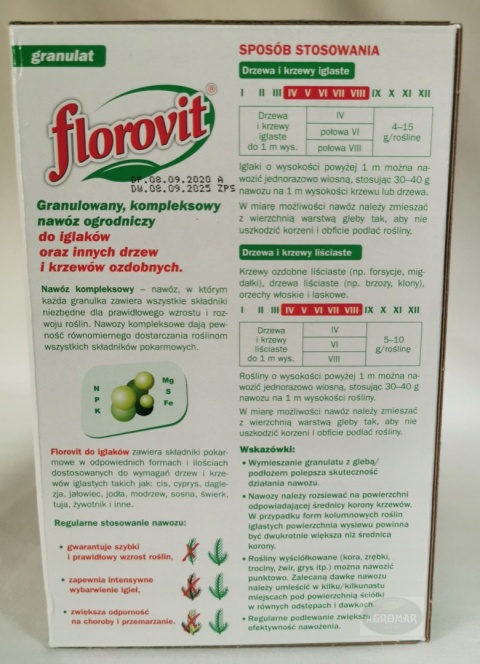 granulat
florovit®
DP.08.09.2020 A
DW.08.09.2025 ZPS
Granulowany, kompleksowy
nawóz ogrodniczy
do iglaków
oraz innych drzew
i krzewów ozdobnych.
Nawóz kompleksowy – nawóz, w którym
każda granulka zawiera wszystkie składniki
niezbędne dla prawidłowego wzrostu i roz-
woju roślin. Nawozy kompleksowe dają pew-
ność równomiernego dostarczania roślinom
wszystkich składników pokarmowych.
N
P
K
Mg
S
Fe
Florovit do iglaków zawiera składniki pokar-
mowe w odpowiednich formach i ilościach
dostosowanych do wymagań drzew i krze-
wów iglastych takich jak: cis, cyprys, dagle-
zja, jałowiec, jodła, modrzew, sosna, świerk,
tuja, żywotnik i inne.
Regularne stosowanie nawozu:
• gwarantuje szybki
i prawidłowy wzrost roślin,
• zapewnia intensywne
wybarwienie igieł,
• zwiększa odporność
na choroby i przemarzanie.
SPOSÓB STOSOWANIA
Drzewa i krzewy iglaste
I II III IV V VI VII VIII IX X XI XII
Drzewa
i krzewy
iglaste
do 1 m wys.
IV
połowa VI
połowa VIII
4–15
g/roślinę
Iglaki o wysokości powyżej 1 m można na-
wozić jednorazowo wiosną, stosując 30–40 g
nawozu na 1 m wysokości krzewu lub drzewa.
W miarę możliwości nawóz należy zmieszać
z wierzchnią warstwą gleby tak, aby nie
uszkodzić korzeni i obficie podlać rośliny.
Drzewa i krzewy liściaste
Krzewy ozdobne liściaste (np. forsycje, mig-
dałki), drzewa liściaste (np. brzozy, klony),
orzechy włoskie i laskowe.
I II III IV V VI VII VIII IX X XI XII
Drzewa
i krzewy
liściaste
do 1 m wys.
IV
VI
VIII
5–10
g/roślinę
Rośliny o wysokości powyżej 1 m można na-
wozić jednorazowo wiosną, stosując 30–40 g
nawozu na 1 m wysokości rośliny.
W miarę możliwości nawóz należy zmieszać
z wierzchnią warstwą gleby tak, aby nie
uszkodzić korzeni i obficie podlać rośliny.
Wskazówki:
• Wymieszanie granulatu z glebą/
podłożem polepsza skuteczność
działania nawozu.
• Nawozy należy rozsiewać na powierzchni
odpowiadającej średnicy korony krzewów.
W przypadku form kolumnowych roślin
iglastych powierzchnia wysiewu powinna
być dwukrotnie większa niż średnica
korony.
• Rośliny wyściółkowane (kora, zrębki,
trociny, żwir, grys itp.) można nawozić
punktowo. Zalecaną dawkę nawozu
należy umieścić w kilku/kilkunastu
miejscach pod powierzchnią ściółki
w równych odstępach i dawkach.
• Regularne podlewanie zwiększa
efektywność nawożenia.
AGROMAR